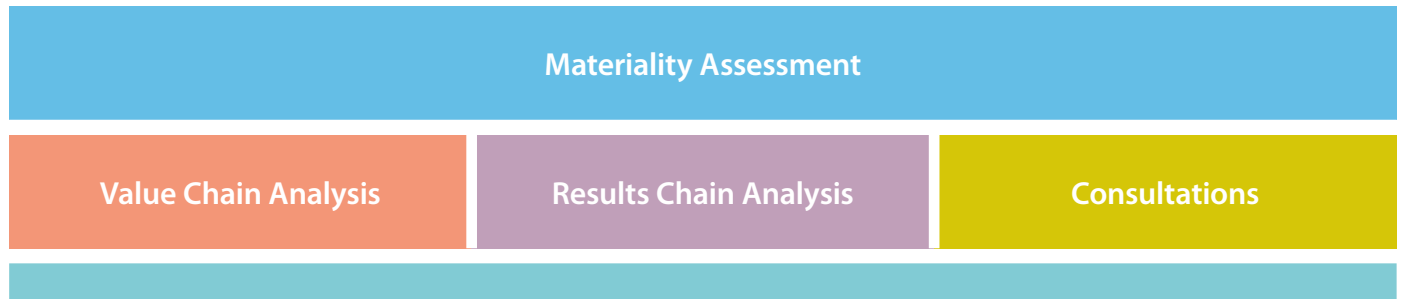 Materiality Assessment
Value Chain Analysis
Results Chain Analysis
Consultations